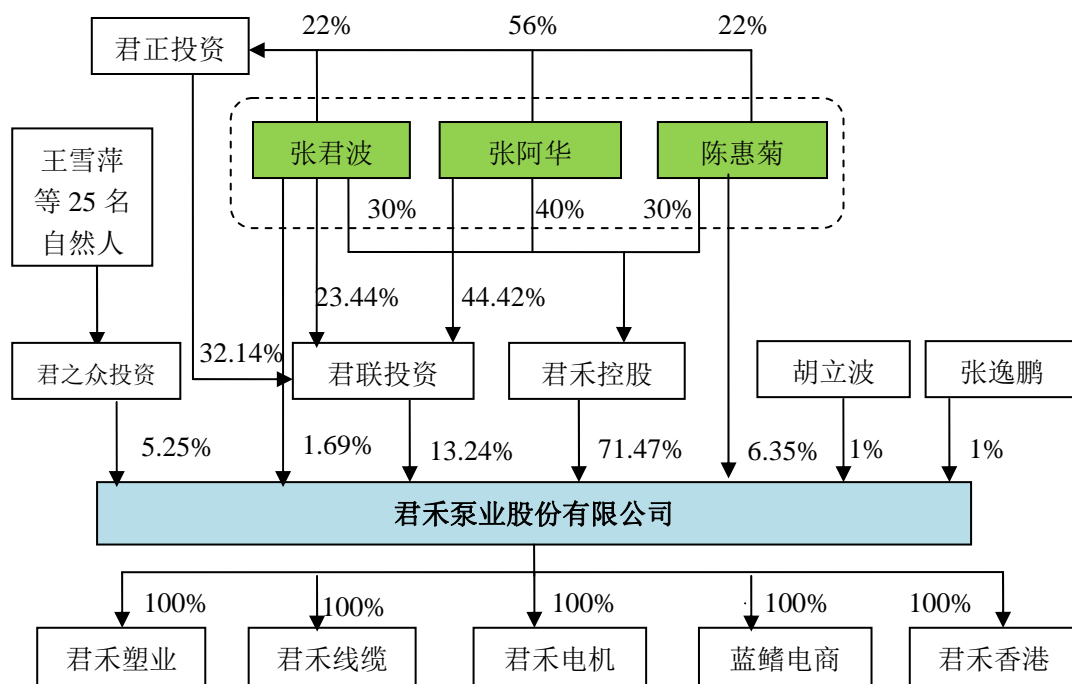 22%
56%
22%
君正投资
王雪萍
等 25 名
自然人
张君波
张阿华
陈惠菊
30%
40%
30%
23.44%
44.42%
32.14%
君之众投资
君联投资
君禾控股
胡立波
张逸鹏
5.25%
1.69%
13.24%
71.47%
6.35%
1%
1%
君禾泵业股份有限公司
100%
100%
100%
100%
100%
君禾塑业
君禾线缆
君禾电机
蓝鳍电商
君禾香港